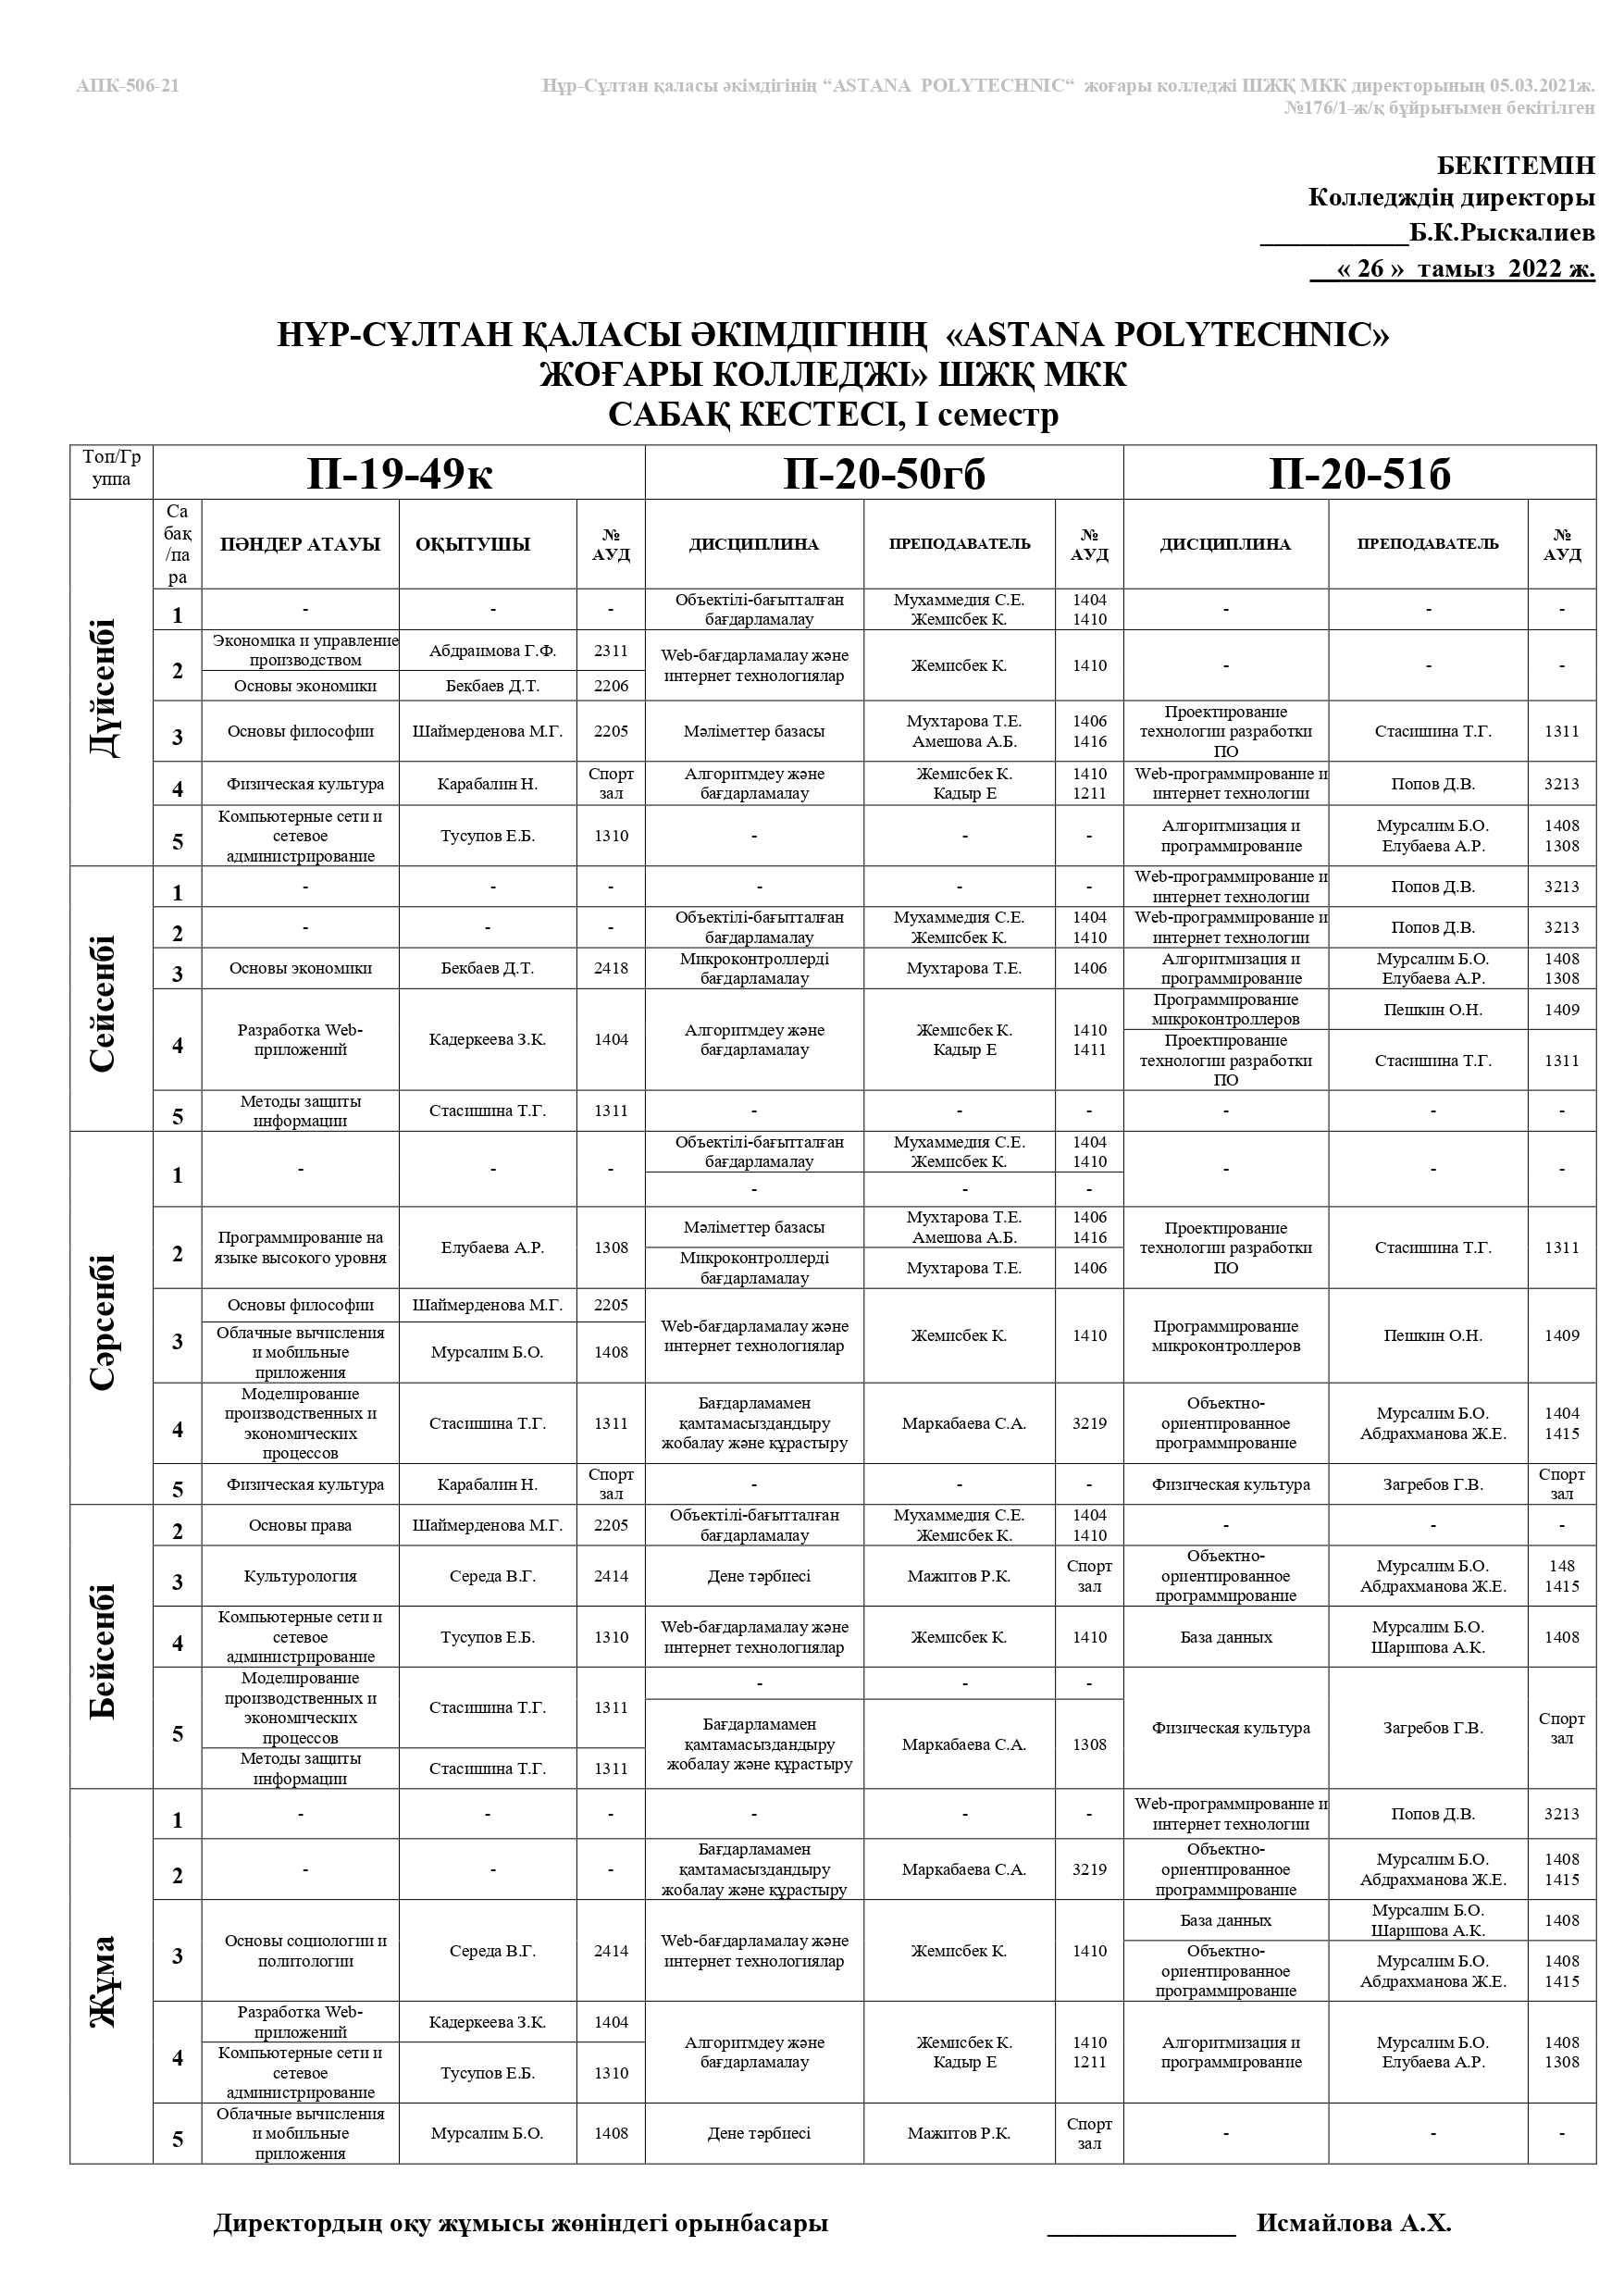 АПК-506-21 Нұр-Сұлтан қаласы әкімдігінің “ASTANA POLYTECHNIC“ жоғары колледжі ШЖҚ МКК директорының 05.03.2021ж.
№176/1-ж/қ бұйрығымен бекітілген
БЕКІТЕМІН
Колледждің директоры
___________Б.К.Рыскалиев
__« 26 » тамыз 2022 ж.
НҰР-СҰЛТАН ҚАЛАСЫ ӘКІМДІГІНІҢ «ASTANA POLYTECHNIC»
ЖОҒАРЫ КОЛЛЕДЖІ» ШЖҚ МКК
САБАҚ КЕСТЕСІ, І семестр
Топ/Гр
уппа
П-19-49к П-20-50гб П-20-51б
Дүйсенбі
Са
бақ
/па
ра
ПӘНДЕР АТАУЫ ОҚЫТУШЫ № АУД ДИСЦИПЛИНА ПРЕПОДАВАТЕЛЬ № АУД ДИСЦИПЛИНА ПРЕПОДАВАТЕЛЬ № АУД
1 - - - Объектілі-бағытталған бағдарламалау Мухаммедия С.Е. Жемисбек К. 1404 1410 - - -
2 Экономика и управление производством Абдраимова Г.Ф. 2311 Web-бағдарламалау және интернет технологиялар Жемисбек К. 1410 - - -
Основы экономики Бекбаев Д.Т. 2206
3 Основы философии Шаймерденова М.Г. 2205 Мәліметтер базасы Мухтарова Т.Е. Амешова А.Б. 1406 1416 Проектирование технологии разработки ПО Стасишина Т.Г. 1311
4 Физическая культура Карабалин Н. Спорт зал Алгоритмдеу және бағдарламалау Жемисбек К. Кадыр Е 1410 1211 Web-программирование и интернет технологии Попов Д.В. 3213
5 Компьютерные сети и сетевое администрирование Тусупов Е.Б. 1310 - - - Алгоритмизация и программирование Мурсалим Б.О. Елубаева А.Р. 1408 1308
Сейсенбі
1 - - - - - - Web-программирование и интернет технологии Попов Д.В. 3213
2 - - - Объектілі-бағытталған бағдарламалау Мухаммедия С.Е. Жемисбек К. 1404 1410 Web-программирование и интернет технологии Попов Д.В. 3213
3 Основы экономики Бекбаев Д.Т. 2418 Микроконтроллерді бағдарламалау Мухтарова Т.Е. 1406 Алгоритмизация и программирование Мурсалим Б.О. Елубаева А.Р. 1408 1308
4 Разработка Web-приложений Кадеркеева З.К. 1404 Алгоритмдеу және бағдарламалау Жемисбек К. Кадыр Е 1410 1411 Программирование микроконтроллеров Пешкин О.Н. 1409
Проектирование технологии разработки ПО Стасишина Т.Г. 1311
5 Методы защиты информации Стасишина Т.Г. 1311 - - - - - -
Сәрсенбі
1 - - - Объектілі-бағытталған бағдарламалау Мухаммедия С.Е. Жемисбек К. 1404 1410 - - -
- - -
2 Программирование на языке высокого уровня Елубаева А.Р. 1308 Мәліметтер базасы Мухтарова Т.Е. Амешова А.Б. 1406 1416 Проектирование технологии разработки ПО Стасишина Т.Г. 1311
Микроконтроллерді бағдарламалау Мухтарова Т.Е. 1406
3 Основы философии Шаймерденова М.Г. 2205 Web-бағдарламалау және интернет технологиялар Жемисбек К. 1410 Программирование микроконтроллеров Пешкин О.Н. 1409
Облачные вычисления и мобильные приложения Мурсалим Б.О. 1408
4 Моделирование производственных и экономических процессов Стасишина Т.Г. 1311 Бағдарламамен қамтамасыздандыру жобалау және құрастыру Маркабаева С.А. 3219 Объектно-ориентированное программирование Мурсалим Б.О. Абдрахманова Ж.Е. 1404 1415
5 Физическая культура Карабалин Н. Спорт зал - - - Физическая культура Загребов Г.В. Спорт зал
Бейсенбі
2 Основы права Шаймерденова М.Г. 2205 Объектілі-бағытталған бағдарламалау Мухаммедия С.Е. Жемисбек К. 1404 1410 - - -
3 Культурология Середа В.Г. 2414 Дене тәрбиесі Мажитов Р.К. Спорт зал Объектно-ориентированное программирование Мурсалим Б.О. Абдрахманова Ж.Е. 148 1415
4 Компьютерные сети и сетевое администрирование Тусупов Е.Б. 1310 Web-бағдарламалау және интернет технологиялар Жемисбек К. 1410 База данных Мурсалим Б.О. Шарипова А.К. 1408
5 Моделирование производственных и экономических процессов Стасишина Т.Г. 1311 - - - Физическая культура Загребов Г.В. Спорт зал
Методы защиты информации Стасишина Т.Г. 1311 Бағдарламамен қамтамасыздандыру жобалау және құрастыру Маркабаева С.А. 1308
Жұма
1 - - - - - - Web-программирование и интернет технологии Попов Д.В. 3213
2 - - - Бағдарламамен қамтамасыздандыру жобалау және құрастыру Маркабаева С.А. 3219 Объектно-ориентированное программирование Мурсалим Б.О. Абдрахманова Ж.Е. 1408 1415
3 Основы социологии и политологии Середа В.Г. 2414 Web-бағдарламалау және интернет технологиялар Жемисбек К. 1410 База данных Мурсалим Б.О. Шарипова А.К. 1408
Объектно-ориентированное программирование Мурсалим Б.О. Абдрахманова Ж.Е. 1408 1415
4 Разработка Web-приложений Кадеркеева З.К. 1404 Алгоритмдеу және бағдарламалау Жемисбек К. Кадыр Е 1410 1211 Алгоритмизация и программирование Мурсалим Б.О. Елубаева А.Р. 1408 1308
Компьютерные сети и сетевое администрирование Тусупов Е.Б. 1310
5 Облачные вычисления и мобильные приложения Мурсалим Б.О. 1408 Дене тәрбиесі Мажитов Р.К. Спорт зал - - -
Директордың оқу жұмысы жөніндегі орынбасары ______________ Исмайлова А.Х.